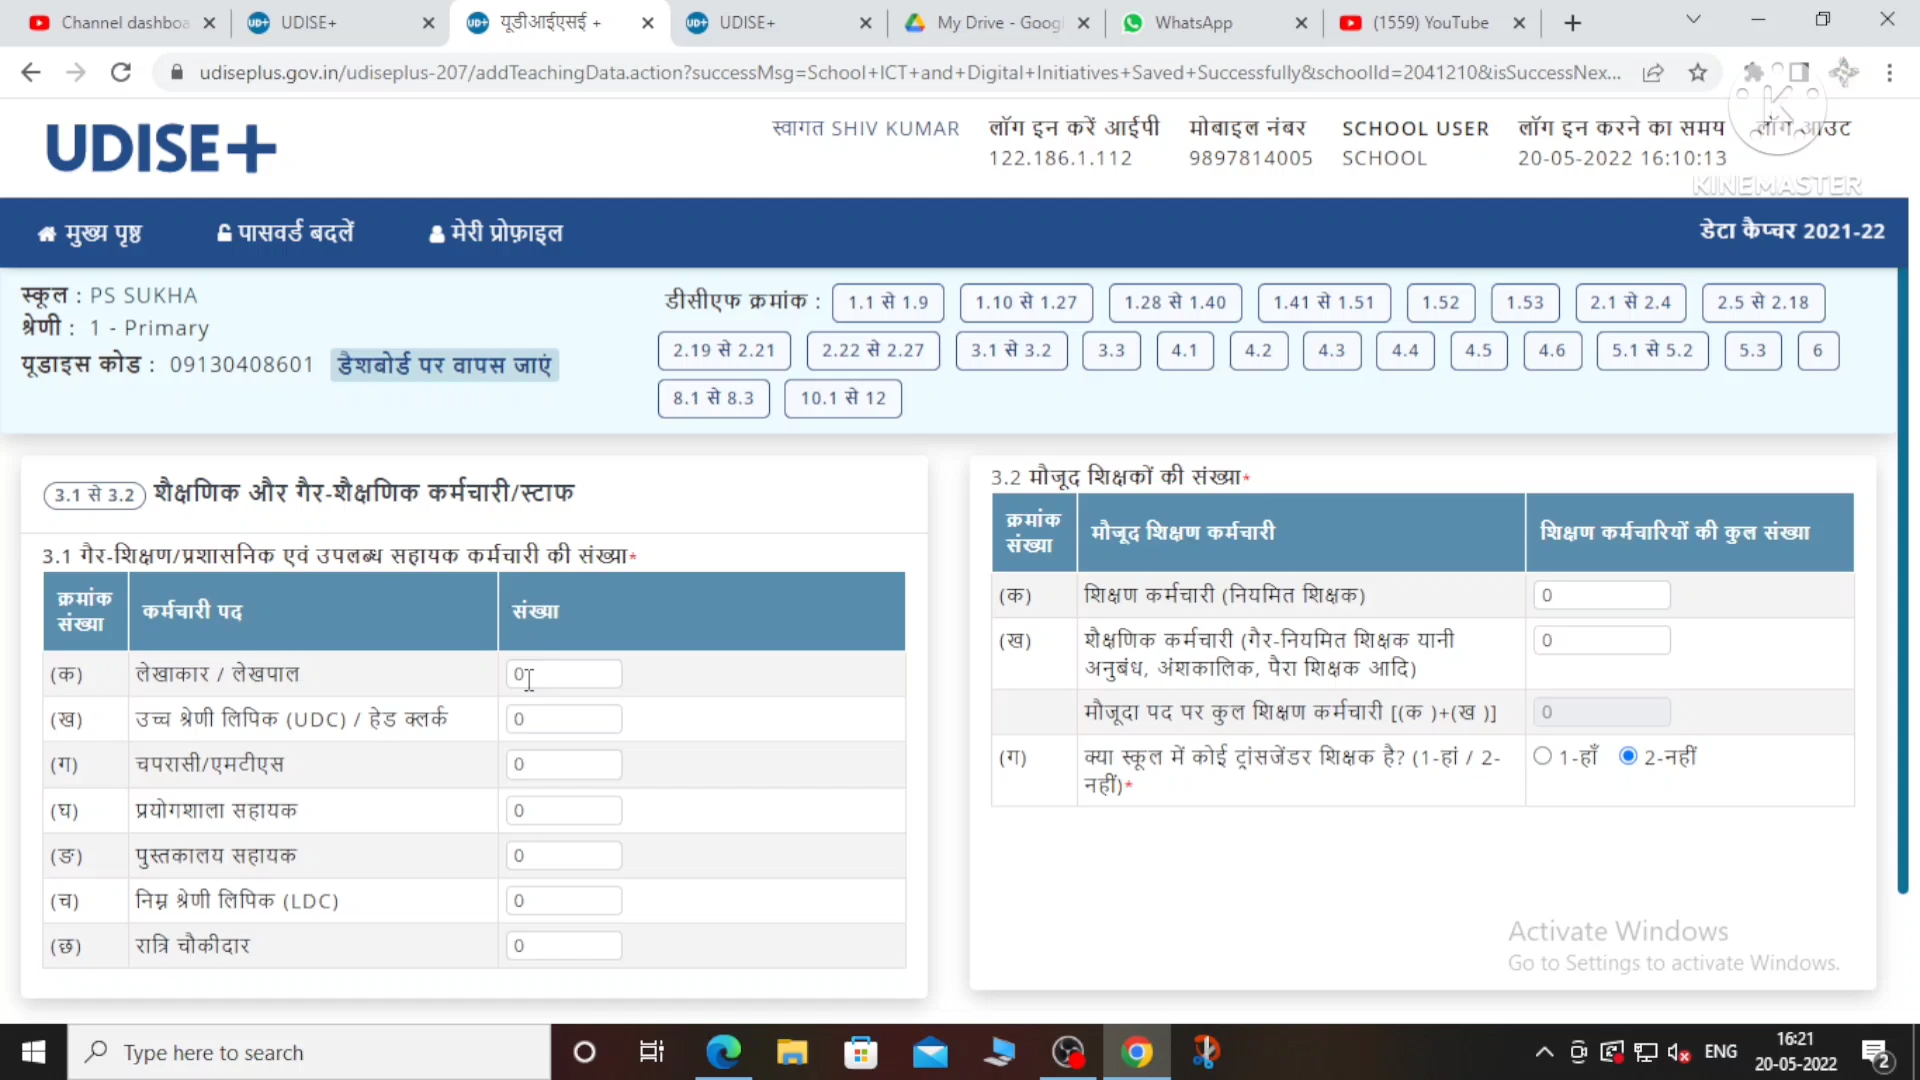 Channel dashboa
UDISE+
यूडीआईएसई +
UDISE+
My Drive - Goog
WhatsApp
(1559) YouTube
udiseplus.gov.in/udiseplus-207/addTeachingData.action?successMsg=School+ICT+and+Digital+Initiatives+Saved+Successfully&schoolId=2041210&isSuccessNex...
UDISE+
स्वागत SHIV KUMAR
लॉग इन करें आईपी
122.186.1.112
मोबाइल नंबर
9897814005
SCHOOL USER
SCHOOL
लॉग इन करने का समय
20-05-2022 16:10:13
लॉग आउट
KINEMASTER
मुख्य पृष्ठ
पासवर्ड बदलें
मेरी प्रोफ़ाइल
डेटा कैप्चर 2021-22
स्कूल : PS SUKHA
श्रेणी : 1 - Primary
यूडाइस कोड : 09130408601 डैशबोर्ड पर वापस जाएं
डीसीएफ क्रमांक : 1.1 से 1.9 1.10 से 1.27 1.28 से 1.40 1.41 से 1.51 1.52 1.53 2.1 से 2.4 2.5 से 2.18
2.19 से 2.21 2.22 से 2.27 3.1 से 3.2 3.3 4.1 4.2 4.3 4.4 4.5 4.6 5.1 से 5.2 5.3 6
8.1 से 8.3 10.1 से 12
3.1 से 3.2 शैक्षणिक और गैर-शैक्षणिक कर्मचारी/स्टाफ
3.1 गैर-शिक्षण/प्रशासनिक एवं उपलब्ध सहायक कर्मचारी की संख्या*
क्रमांक संख्या कर्मचारी पद संख्या
(क) लेखाकार / लेखपाल 0
(ख) उच्च श्रेणी लिपिक (UDC) / हेड क्लर्क 0
(ग) चपरासी/एमटीएस 0
(घ) प्रयोगशाला सहायक 0
(ङ) पुस्तकालय सहायक 0
(च) निम्न श्रेणी लिपिक (LDC) 0
(छ) रात्रि चौकीदार 0
3.2 मौजूद शिक्षकों की संख्या*
क्रमांक संख्या मौजूद शिक्षण कर्मचारी शिक्षण कर्मचारियों की कुल संख्या
(क) शिक्षण कर्मचारी (नियमित शिक्षक) 0
(ख) शैक्षणिक कर्मचारी (गैर-नियमित शिक्षक यानी 0
अनुबंध, अंशकालिक, पैरा शिक्षक आदि)
मौजूदा पद पर कुल शिक्षण कर्मचारी [(क )+(ख )] 0
(ग) क्या स्कूल में कोई ट्रांसजेंडर शिक्षक है? (1-हां / 2- 1-हाँ 2-नहीं
नहीं)*
Activate Windows
Go to Settings to activate Windows.
Type here to search
ENG
16:21
20-05-2022
2